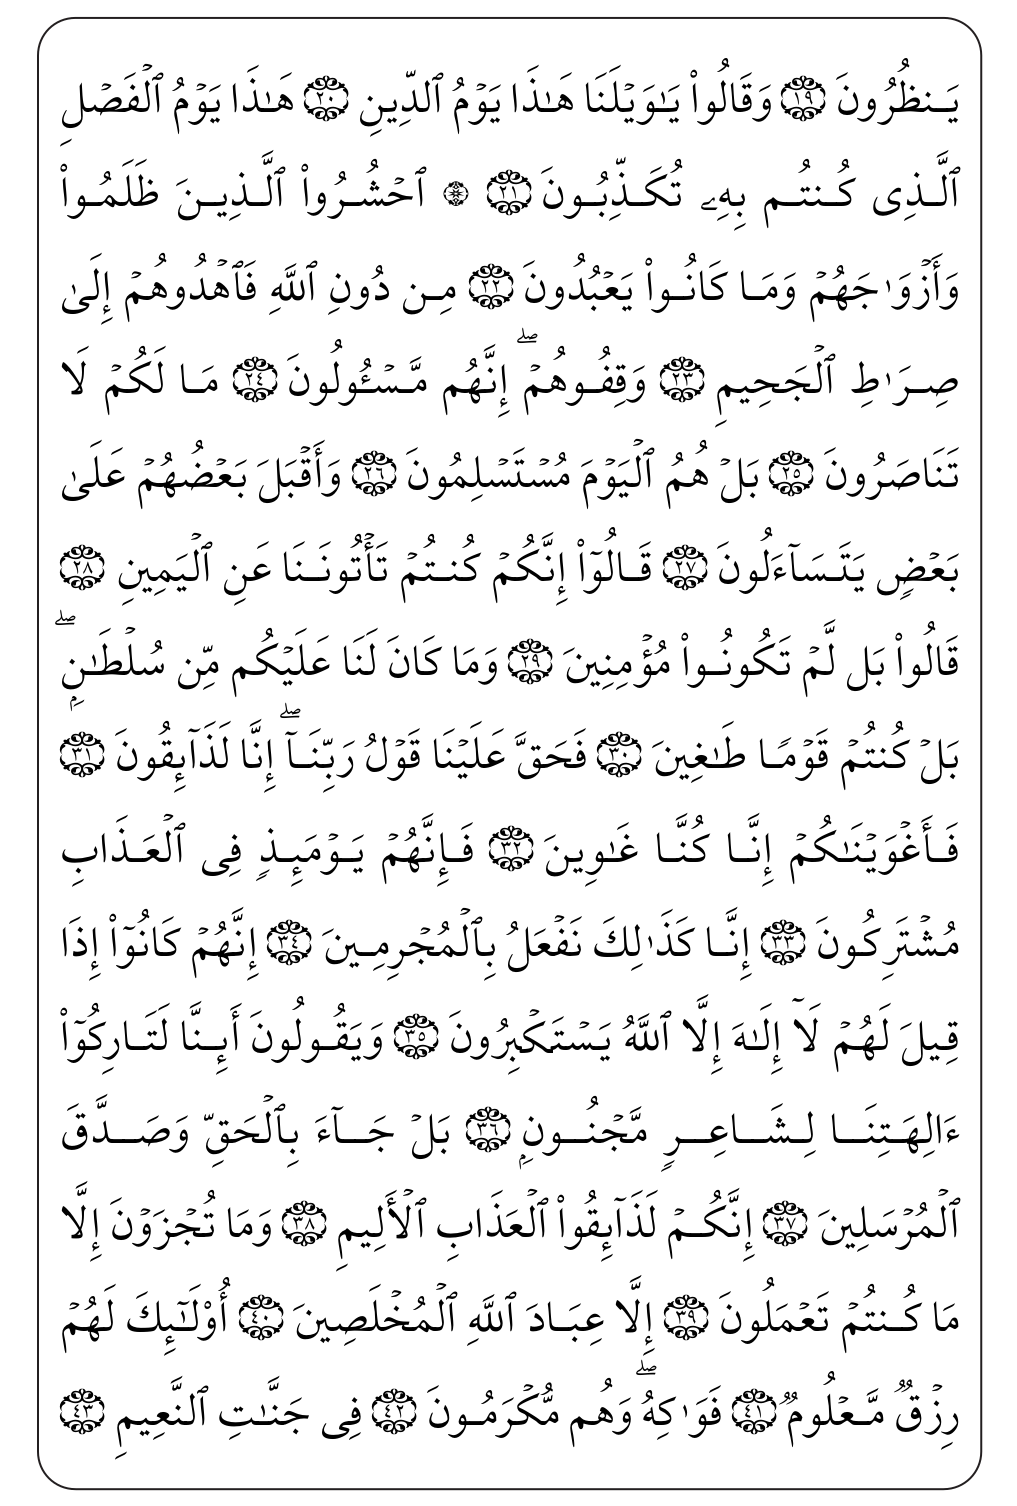 يَنظُرُونَ ١٩ وَقَالُوا۟ يَـٰوَيۡلَنَا هَـٰذَا يَوۡمُ ٱلدِّينِ ٢٠ هَـٰذَا يَوۡمُ ٱلۡفَصۡلِ
ٱلَّذِى كُنتُم بِهِۦ تُكَذِّبُونَ ٢١ ۞ ٱحۡشُرُوا۟ ٱلَّذِينَ ظَلَمُوا۟
وَأَزۡوَٰجَهُمۡ وَمَا كَانُوا۟ يَعۡبُدُونَ ٢٢ مِن دُونِ ٱللَّهِ فَٱهۡدُوهُمۡ إِلَىٰ
صِرَٰطِ ٱلۡجَحِيمِ ٢٣ وَقِفُوهُمۡۖ إِنَّهُم مَّسۡـُٔولُونَ ٢٤ مَا لَكُمۡ لَا
تَنَاصَرُونَ ٢٥ بَلۡ هُمُ ٱلۡيَوۡمَ مُسۡتَسۡلِمُونَ ٢٦ وَأَقۡبَلَ بَعۡضُهُمۡ عَلَىٰ
بَعۡضٍ يَتَسَآءَلُونَ ٢٧ قَالُوٓا۟ إِنَّكُمۡ كُنتُمۡ تَأۡتُونَنَا عَنِ ٱلۡيَمِينِ ٢٨
قَالُوا۟ بَل لَّمۡ تَكُونُوا۟ مُؤۡمِنِينَ ٢٩ وَمَا كَانَ لَنَا عَلَيۡكُم مِّن سُلۡطَـٰنِۭۖ
بَلۡ كُنتُمۡ قَوۡمًا طَـٰغِينَ ٣٠ فَحَقَّ عَلَيۡنَا قَوۡلُ رَبِّنَآۖ إِنَّا لَذَآئِقُونَ ٣١
فَأَغۡوَيۡنَـٰكُمۡ إِنَّا كُنَّا غَـٰوِينَ ٣٢ فَإِنَّهُمۡ يَوۡمَئِذٍ فِى ٱلۡعَذَابِ
مُشۡتَرِكُونَ ٣٣ إِنَّا كَذَٰلِكَ نَفۡعَلُ بِٱلۡمُجۡرِمِينَ ٣٤ إِنَّهُمۡ كَانُوٓا۟ إِذَا
قِيلَ لَهُمۡ لَآ إِلَـٰهَ إِلَّا ٱللَّهُ يَسۡتَكۡبِرُونَ ٣٥ وَيَقُولُونَ أَئِنَّا لَتَارِكُوٓا۟
ءَالِهَتِنَا لِشَاعِرٍ مَّجۡنُونِۭ ٣٦ بَلۡ جَآءَ بِٱلۡحَقِّ وَصَدَّقَ
ٱلۡمُرۡسَلِينَ ٣٧ إِنَّكُمۡ لَذَآئِقُوا۟ ٱلۡعَذَابِ ٱلۡأَلِيمِ ٣٨ وَمَا تُجۡزَوۡنَ إِلَّا
مَا كُنتُمۡ تَعۡمَلُونَ ٣٩ إِلَّا عِبَادَ ٱللَّهِ ٱلۡمُخۡلَصِينَ ٤٠ أُو۟لَـٰٓئِكَ لَهُمۡ
رِزۡقٌ مَّعۡلُومٌ ٤١ فَوَٰكِهُۖ وَهُم مُّكۡرَمُونَ ٤٢ فِى جَنَّـٰتِ ٱلنَّعِيمِ ٤٣